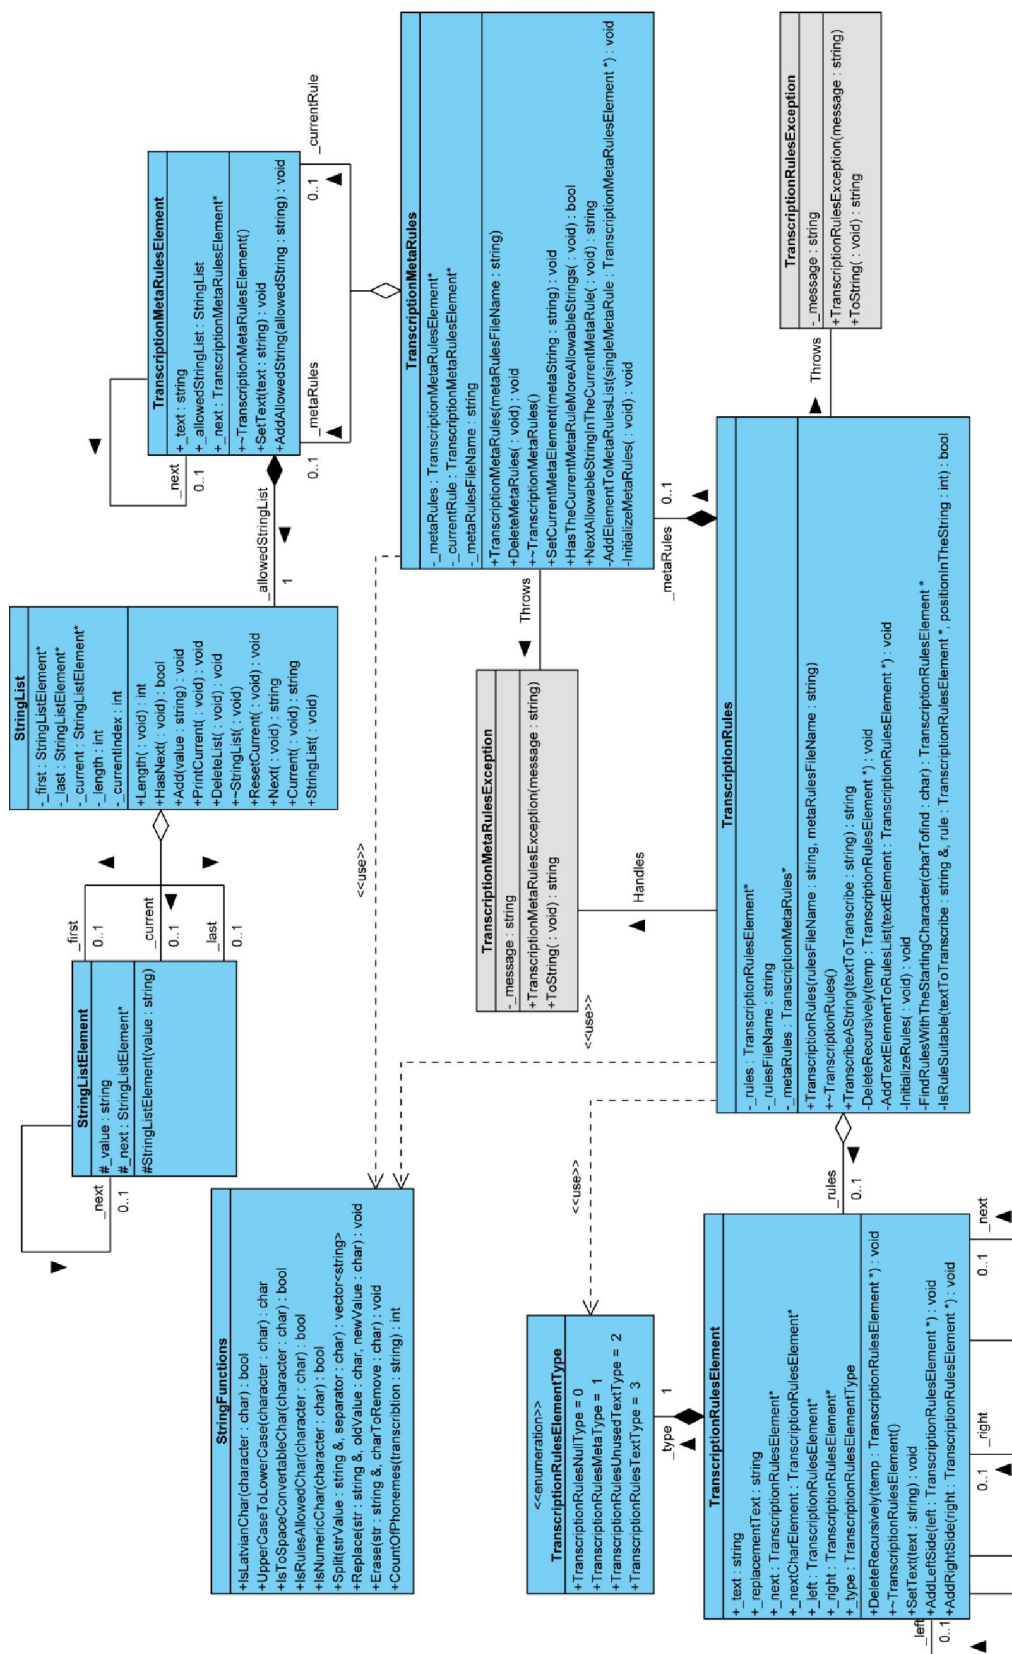 StringListElement
#_value : string
#_next : StringListElement*
#StringListElement(value : string)
_next
0..1
_first
0..1
_current
0..1
_last
0..1
StringList
-_first : StringListElement*
-_last : StringListElement*
-_current : StringListElement*
-_length : int
-_currentIndex : int
+Length( : void) : int
+HasNext( : void) : bool
+Add(value : string) : void
+PrintCurrent( : void) : void
+DeleteList( : void) : void
+~StringList( : void)
+ResetCurrent( : void) : void
+Next( : void) : string
+Current( : void) : string
+StringList( : void)
_allowedStringList
1
TranscriptionMetaRulesElement
+_text : string
+_allowedStringList : StringList
+_next : TranscriptionMetaRulesElement*
+~TranscriptionMetaRulesElement()
+SetText(text : string) : void
+AddAllowedString(allowedString : string) : void
_next
0..1
_metaRules
0..1
_currentRule
0..1
StringFunctions
+IsLatvianChar(character : char) : bool
+UpperCaseToLowerCase(character : char) : char
+IsToSpaceConvertableChar(character : char) : bool
+IsRulesAllowedChar(character : char) : bool
+IsNumericChar(character : char) : bool
+Split(strValue : string &, separator : char) : vector<string>
+Replace(str : string &, oldValue : char, newValue : char) : void
+Erase(str : string &, charToRemove : char) : void
+CountOfPhonemes(transcription : string) : int
<<use>>
TranscriptionMetaRules
-_metaRules : TranscriptionMetaRulesElement*
-_currentRule : TranscriptionMetaRulesElement*
-_metaRulesFileName : string
+TranscriptionMetaRules(metaRulesFileName : string)
+DeleteMetaRules( : void) : void
+~TranscriptionMetaRules()
+SetCurrentMetaElement(metaString : string) : void
+HasTheCurrentMetaRuleMoreAllowableStrings( : void) : bool
+NextAllowableStringInTheCurrentMetaRule( : void) : string
-AddElementToMetaRulesList(singleMetaRule : TranscriptionMetaRulesElement *) : void
-InitializeMetaRules( : void) : void
Throws
_metaRules
0..1
TranscriptionMetaRulesException
-_message : string
+TranscriptionMetaRulesException(message : string)
+ToString( : void) : string
<<use>>
Handles
<<enumeration>>
TranscriptionRulesElementType
+TranscriptionRulesNullType = 0
+TranscriptionRulesMetaType = 1
+TranscriptionRulesUnusedTextType = 2
+TranscriptionRulesTextType = 3
<<use>>
_type
1
TranscriptionRules
-_rules : TranscriptionRulesElement*
-_rulesFileName : string
-_metaRules : TranscriptionMetaRules*
+TranscriptionRules(rulesFileName : string, metaRulesFileName : string)
+~TranscriptionRules()
+TranscribeAString(textToTranscribe : string) : string
-DeleteRecursively(temp : TranscriptionRulesElement *) : void
-AddTextElementToRulesList(textElement : TranscriptionRulesElement *) : void
-InitializeRules( : void) : void
-FindRulesWithTheStartingCharacter(charTofind : char) : TranscriptionRulesElement *
-IsRuleSuitable(textToTranscribe : string &, rule : TranscriptionRulesElement *, positionInTheString : int) : bool
Throws
TranscriptionRulesException
-_message : string
+TranscriptionRulesException(message : string)
+ToString( : void) : string
_rules
0..1
TranscriptionRulesElement
+_text : string
+_replacementText : string
+_next : TranscriptionRulesElement*
+_nextCharElement : TranscriptionRulesElement*
+_left : TranscriptionRulesElement*
+_right : TranscriptionRulesElement*
+_type : TranscriptionRulesElementType
+DeleteRecursively(temp : TranscriptionRulesElement *) : void
+~TranscriptionRulesElement()
+SetText(text : string) : void
+AddLeftSide(left : TranscriptionRulesElement *) : void
+AddRightSide(right : TranscriptionRulesElement *) : void
_left
0..1
_right
0..1
_next
0..1